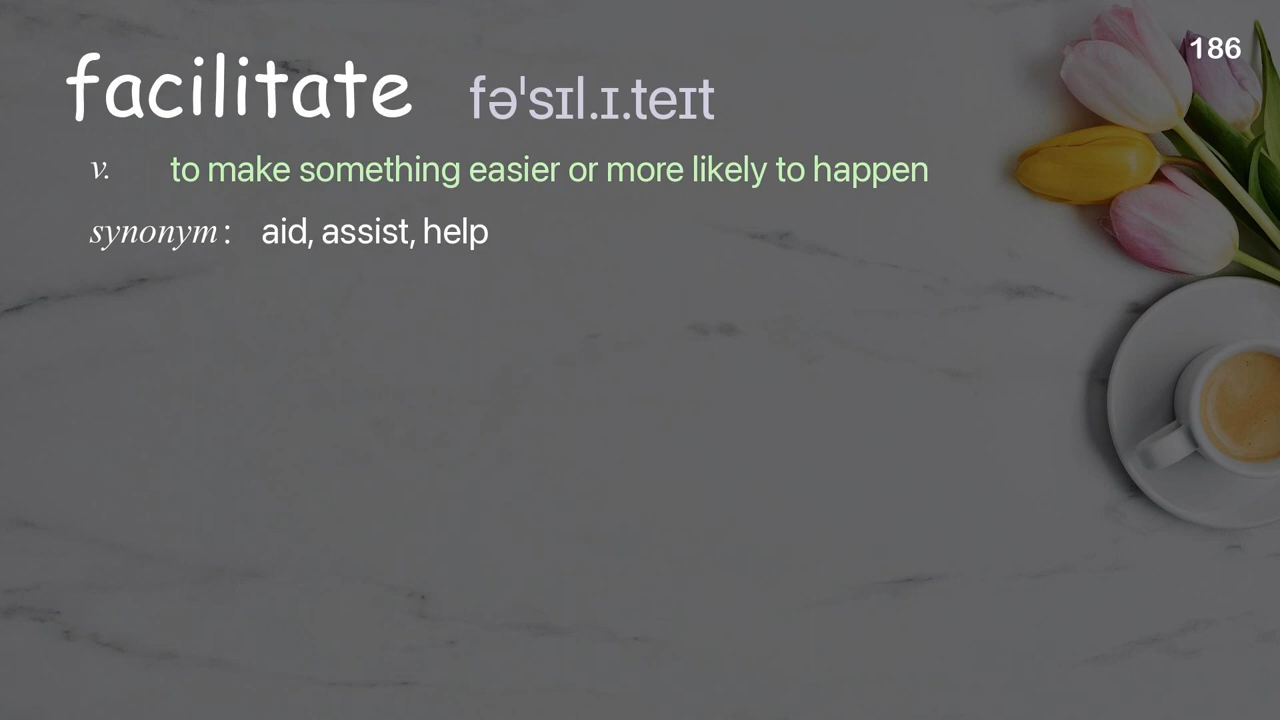 186
facilitate fəˈsɪl.ɪ.teɪt
v. to make something easier or more likely to happen
synonym: aid, assist, help